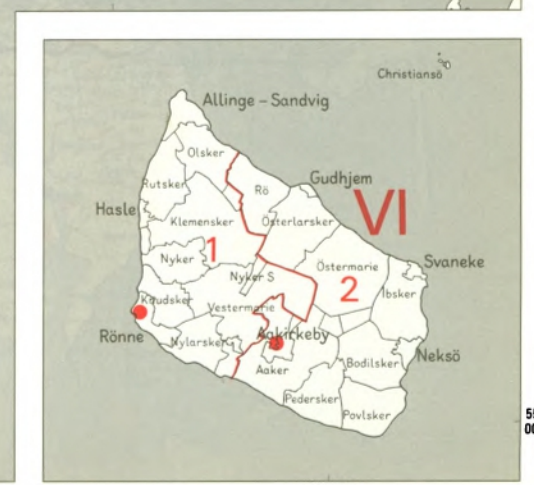 Christiansö
Allinge – Sandvig
Olsker
Rutsker
Rö
Gudhjem
Hasle
Klemensker
Österlarsker
VI
1
Nyker
Nyker S
Östermarie
Svaneke
2
Ibsker
Knudsker
Vestermarie
Rönne
Nylarsker
Aakirkeby
Aaker
Bodilsker
Neksö
Pedersker
Povlsker